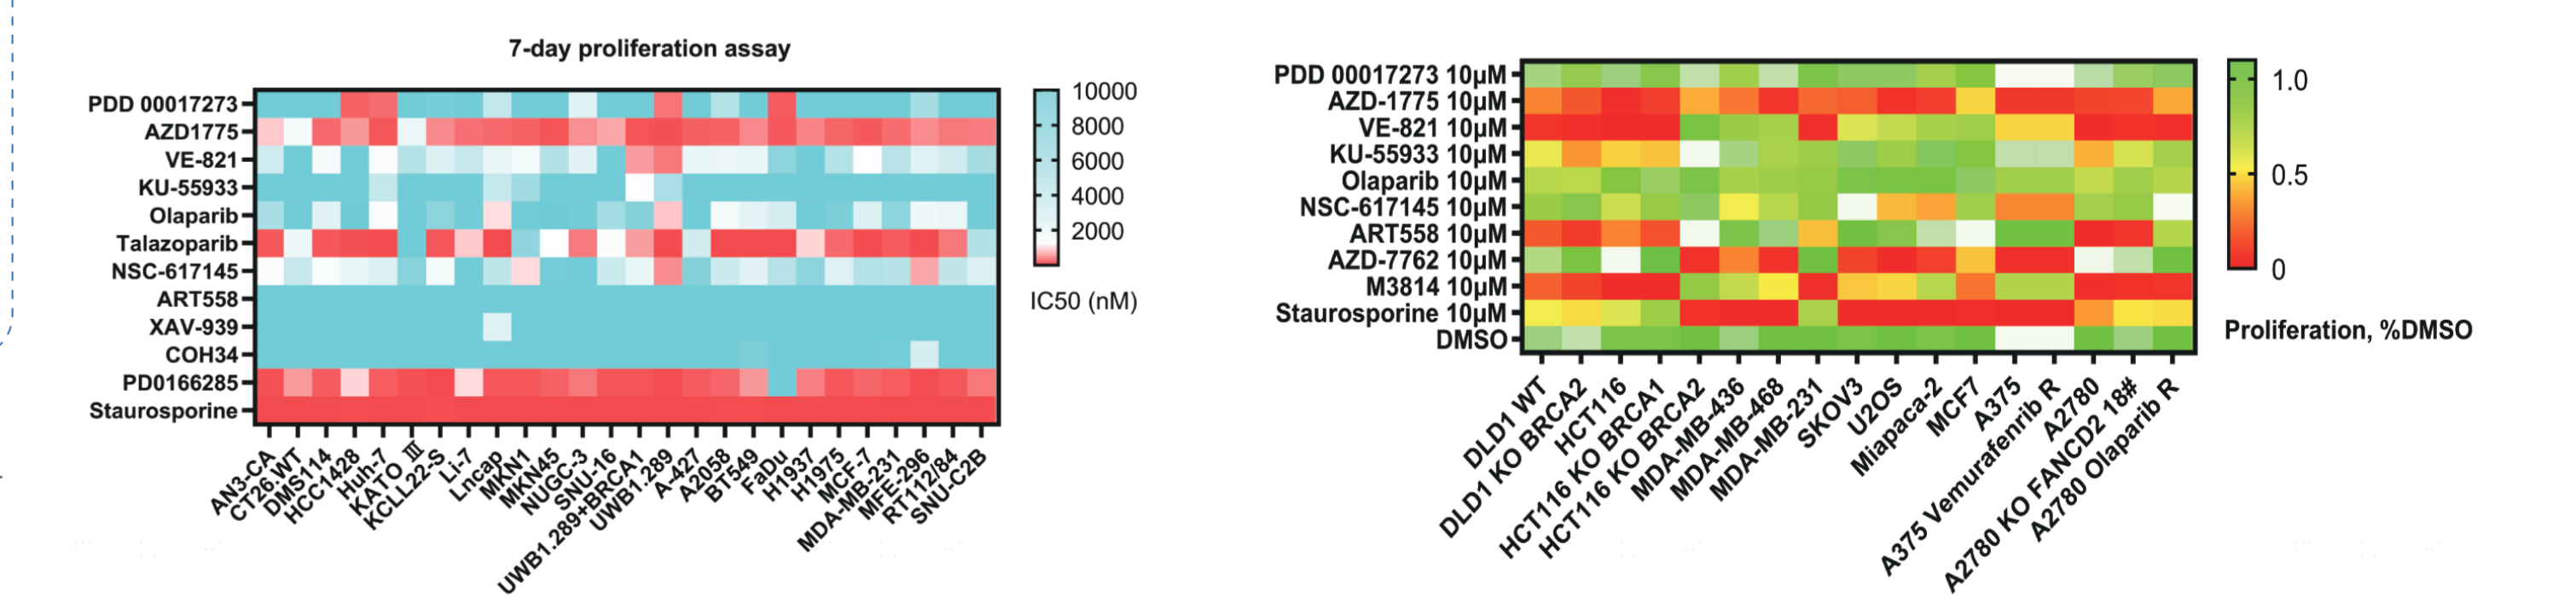 7-day proliferation assay
PDD 00017273
AZD1775
VE-821
KU-55933
Olaparib
Talazoparib
NSC-617145
ART558
XAV-939
COH34
PD0166285
Staurosporine
AN3-CA
CT26.WT
DMS114
HCC1428
Huh-7
KATO Ⅲ
KCLL22-S
Li-7
Lncap
MKN1
MKN45
NUGC-3
SNU-16
UWB1.289+BRCA1
UWB1.289
A-427
A2058
BT549
FaDu
H1937
H1975
MCF-7
MDA-MB-231
MFE-296
RT112/84
SNU-C2B
10000
8000
6000
4000
2000
IC50 (nM)
PDD 00017273 10μM
AZD-1775 10μM
VE-821 10μM
KU-55933 10μM
Olaparib 10μM
NSC-617145 10μM
ART558 10μM
AZD-7762 10μM
M3814 10μM
Staurosporine 10μM
DMSO
DLD1 WT
DLD1 KO BRCA2
HCT116
HCT116 KO BRCA1
HCT116 KO BRCA2
MDA-MB-436
MDA-MB-468
MDA-MB-231
SKOV3
U2OS
Miapaca-2
MCF7
A375
A375 Vemurafenrib R
A2780
A2780 KO FANCD2 18#
A2780 Olaparib R
1.0
0.5
0
Proliferation, %DMSO